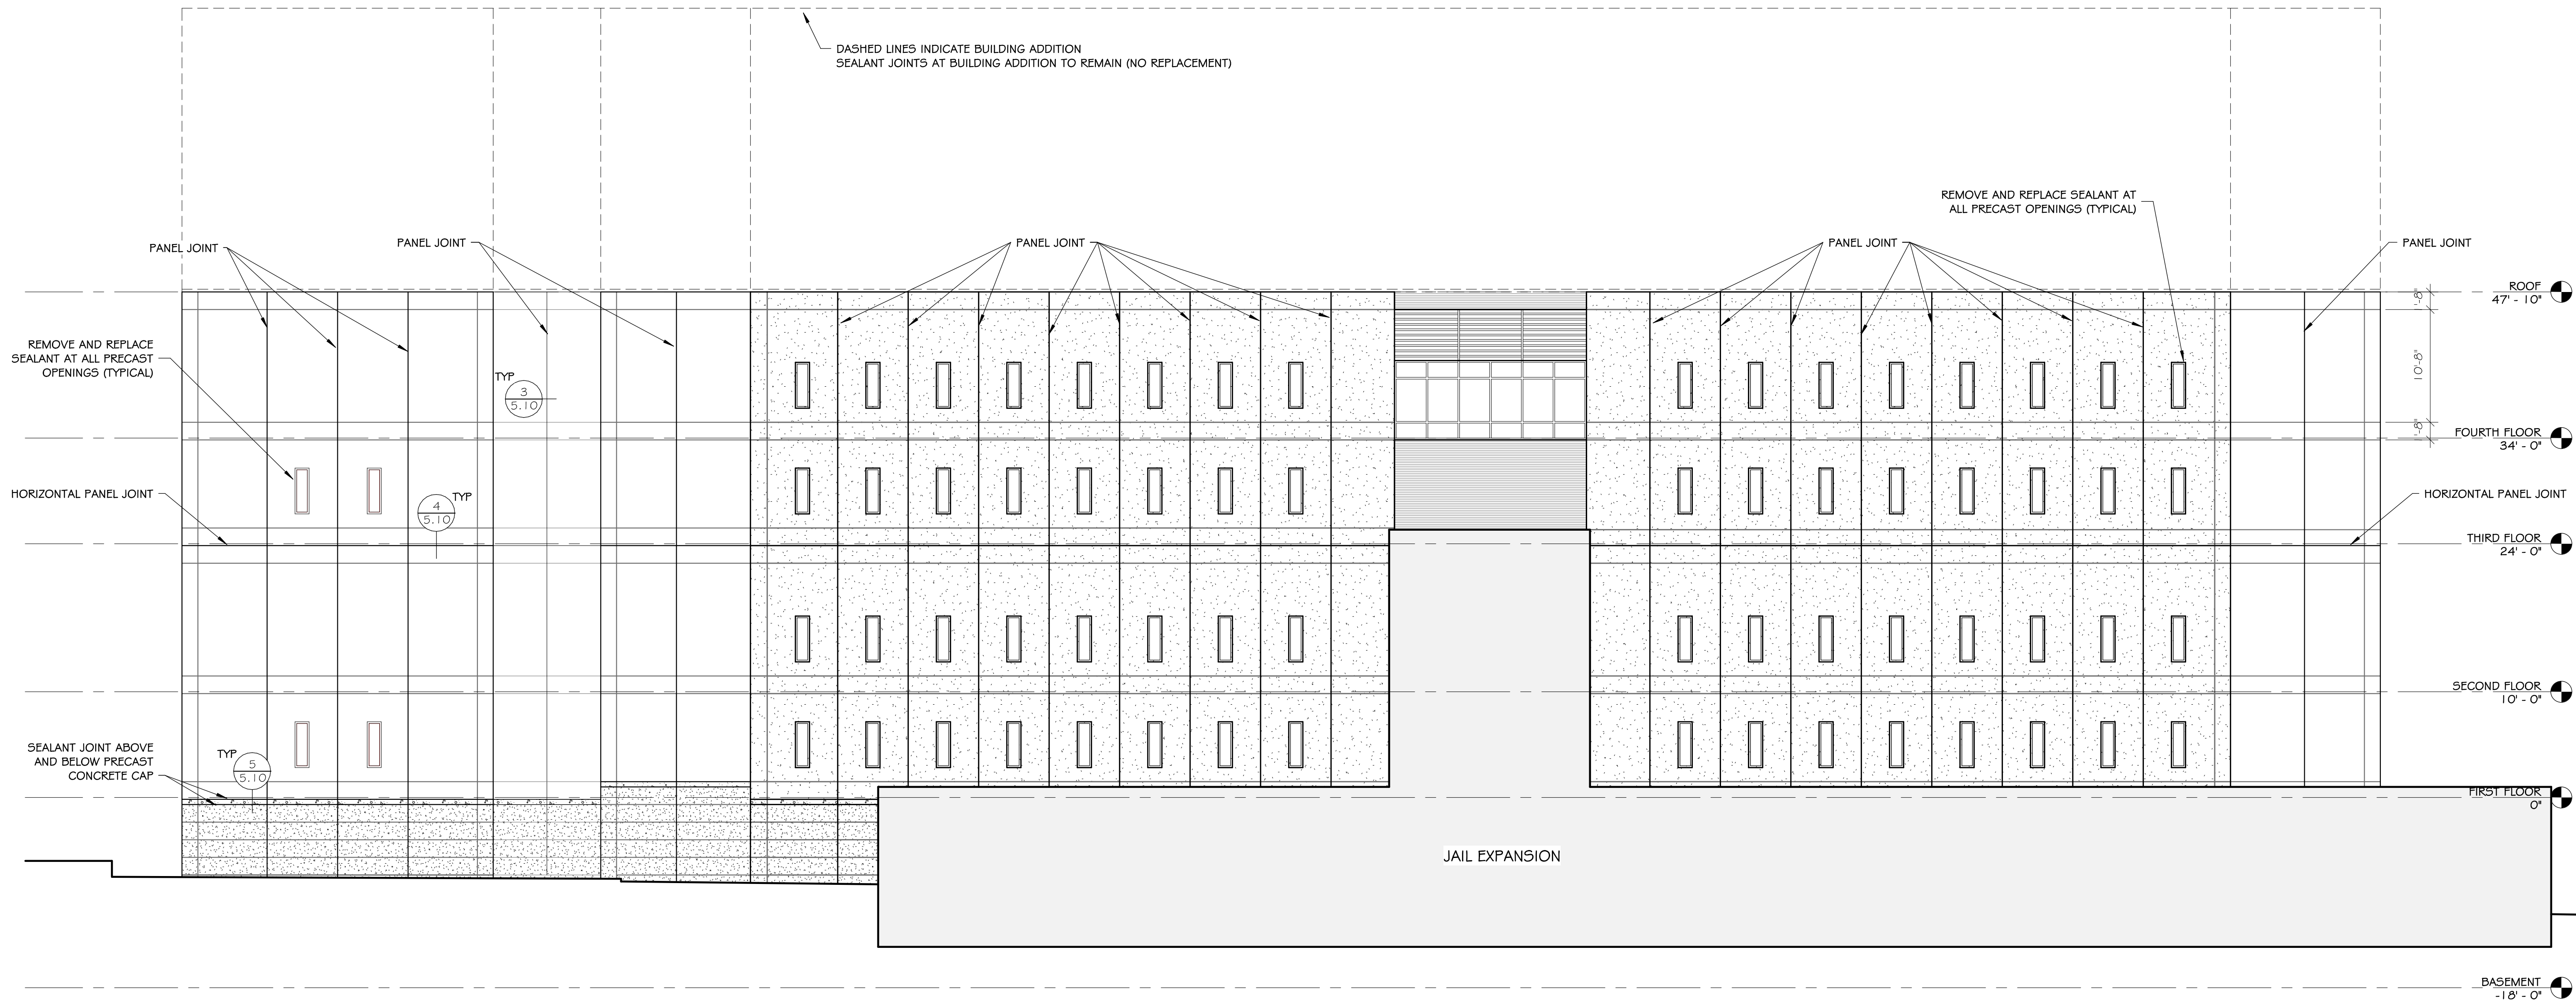 DASHED LINES INDICATE BUILDING ADDITION
SEALANT JOINTS AT BUILDING ADDITION TO REMAIN (NO REPLACEMENT)
REMOVE AND REPLACE SEALANT AT
ALL PRECAST OPENINGS (TYPICAL)
PANEL JOINT
PANEL JOINT
PANEL JOINT
PANEL JOINT
PANEL JOINT
ROOF
47' - 10"
1'-8"
10'-8"
1'-8"
REMOVE AND REPLACE
SEALANT AT ALL PRECAST
OPENINGS (TYPICAL)
TYP
3
5.10
FOURTH FLOOR
34' - 0"
HORIZONTAL PANEL JOINT
TYP
4
5.10
HORIZONTAL PANEL JOINT
THIRD FLOOR
24' - 0"
SECOND FLOOR
10' - 0"
SEALANT JOINT ABOVE
AND BELOW PRECAST
CONCRETE CAP
TYP
5
5.10
FIRST FLOOR
0"
JAIL EXPANSION
BASEMENT
-18' - 0"